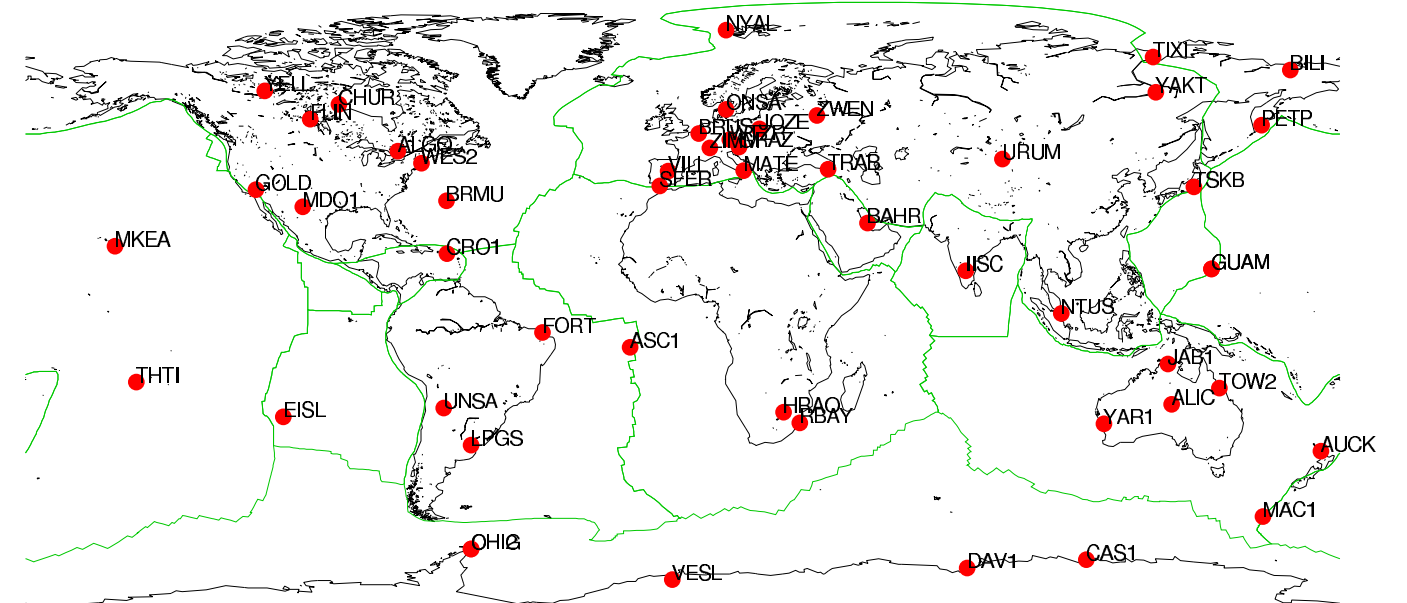 NYAL
TIXI
BILI
YELL
CHUR
FLIN
YAKT
ONSA
ZWEN
PETP
JOZE
ALGO
WES2
ZIMM
GRAZ
VILL
MATE
SFER
TRAB
URUM
TSKB
GOLD
MDO1
BRMU
BAHR
MKEA
CRO1
IISC
GUAM
NTUS
FORT
ASC1
JAB1
THTI
TOW2
EISL
UNSA
HRAO
RBAY
ALIC
YAR1
LPGS
AUCK
MAC1
VESL
DAV1
CAS1